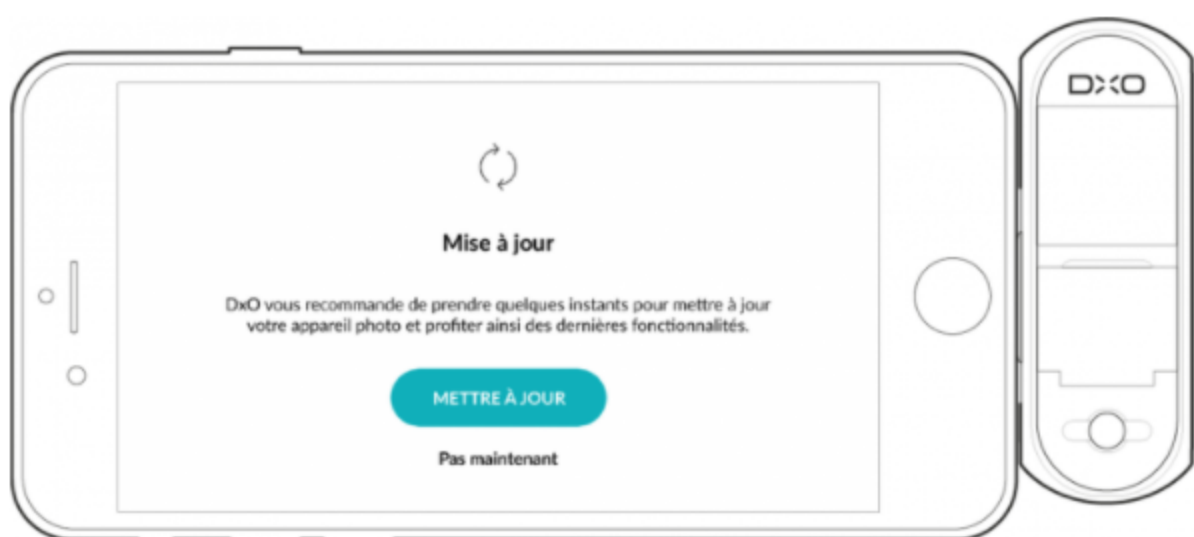 DXO
Mise à jour
DxO vous recommande de prendre quelques instants pour mettre à jour
votre appareil photo et profiter ainsi des dernières fonctionnalités.
METTRE À JOUR
Pas maintenant